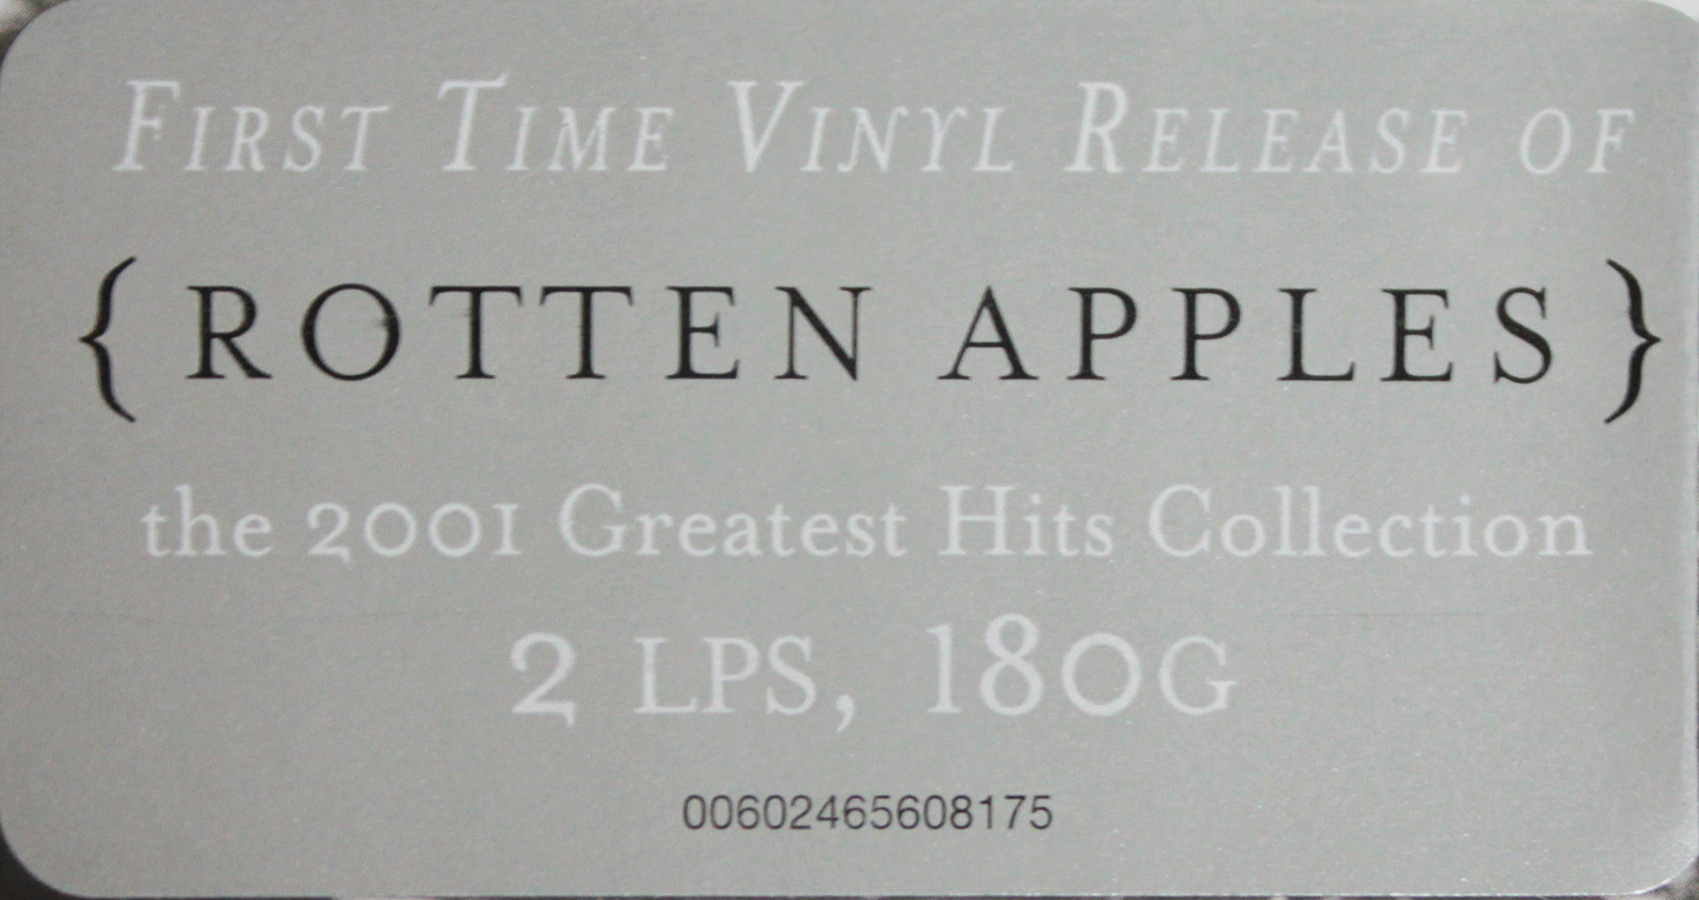 First Time Vinyl Release of
{ROTTEN APPLES}
the 2001 Greatest Hits Collection
2 LPS, 180G
00602465608175